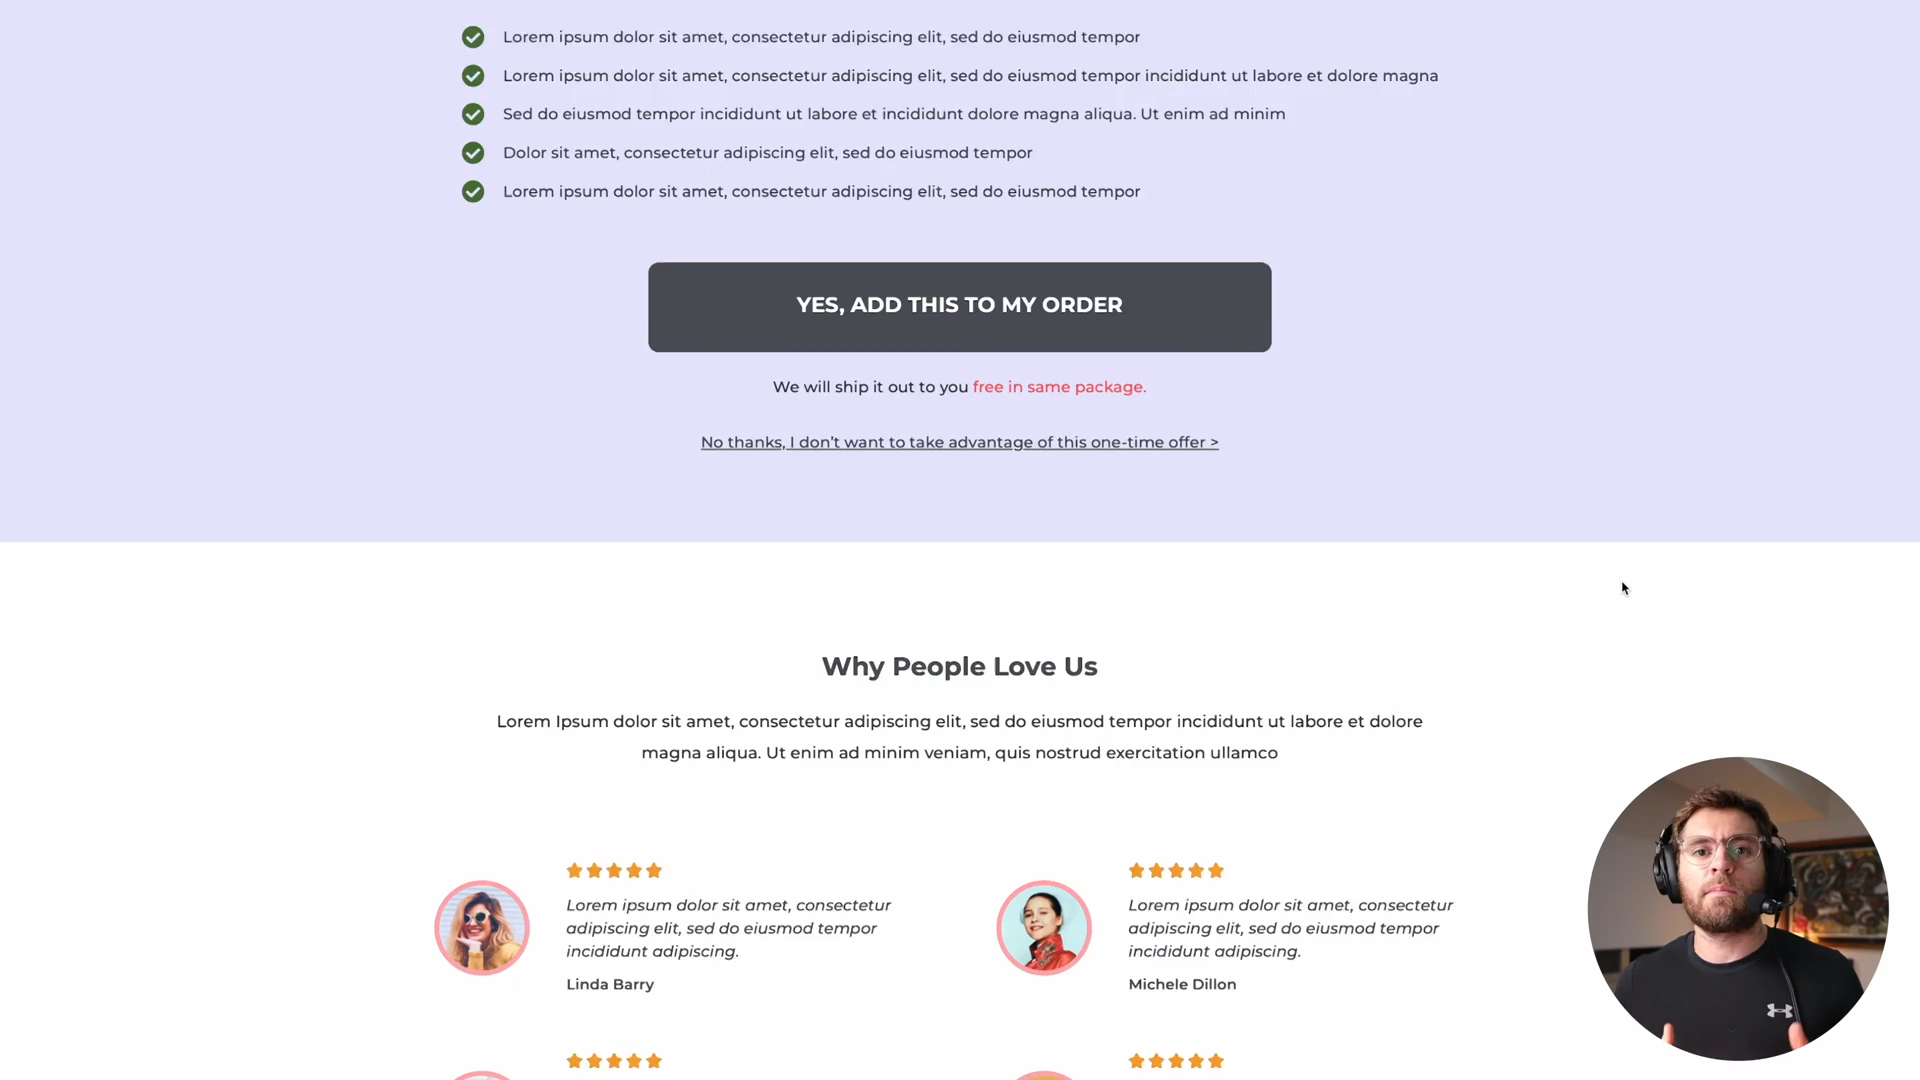 Lorem ipsum dolor sit amet, consectetur adipiscing elit, sed do eiusmod tempor
Lorem ipsum dolor sit amet, consectetur adipiscing elit, sed do eiusmod tempor incididunt ut labore et dolore magna
Sed do eiusmod tempor incididunt ut labore et incididunt dolore magna aliqua. Ut enim ad minim
Dolor sit amet, consectetur adipiscing elit, sed do eiusmod tempor
Lorem ipsum dolor sit amet, consectetur adipiscing elit, sed do eiusmod tempor
YES, ADD THIS TO MY ORDER
We will ship it out to you free in same package.
No thanks, I don't want to take advantage of this one-time offer >
Why People Love Us
Lorem Ipsum dolor sit amet, consectetur adipiscing elit, sed do eiusmod tempor incididunt ut labore et dolore
magna aliqua. Ut enim ad minim veniam, quis nostrud exercitation ullamco
Lorem ipsum dolor sit amet, consectetur
adipiscing elit, sed do eiusmod tempor
incididunt adipiscing.
Linda Barry
Lorem ipsum dolor sit amet, consectetur
adipiscing elit, sed do eiusmod tempor
incididunt adipiscing.
Michele Dillon